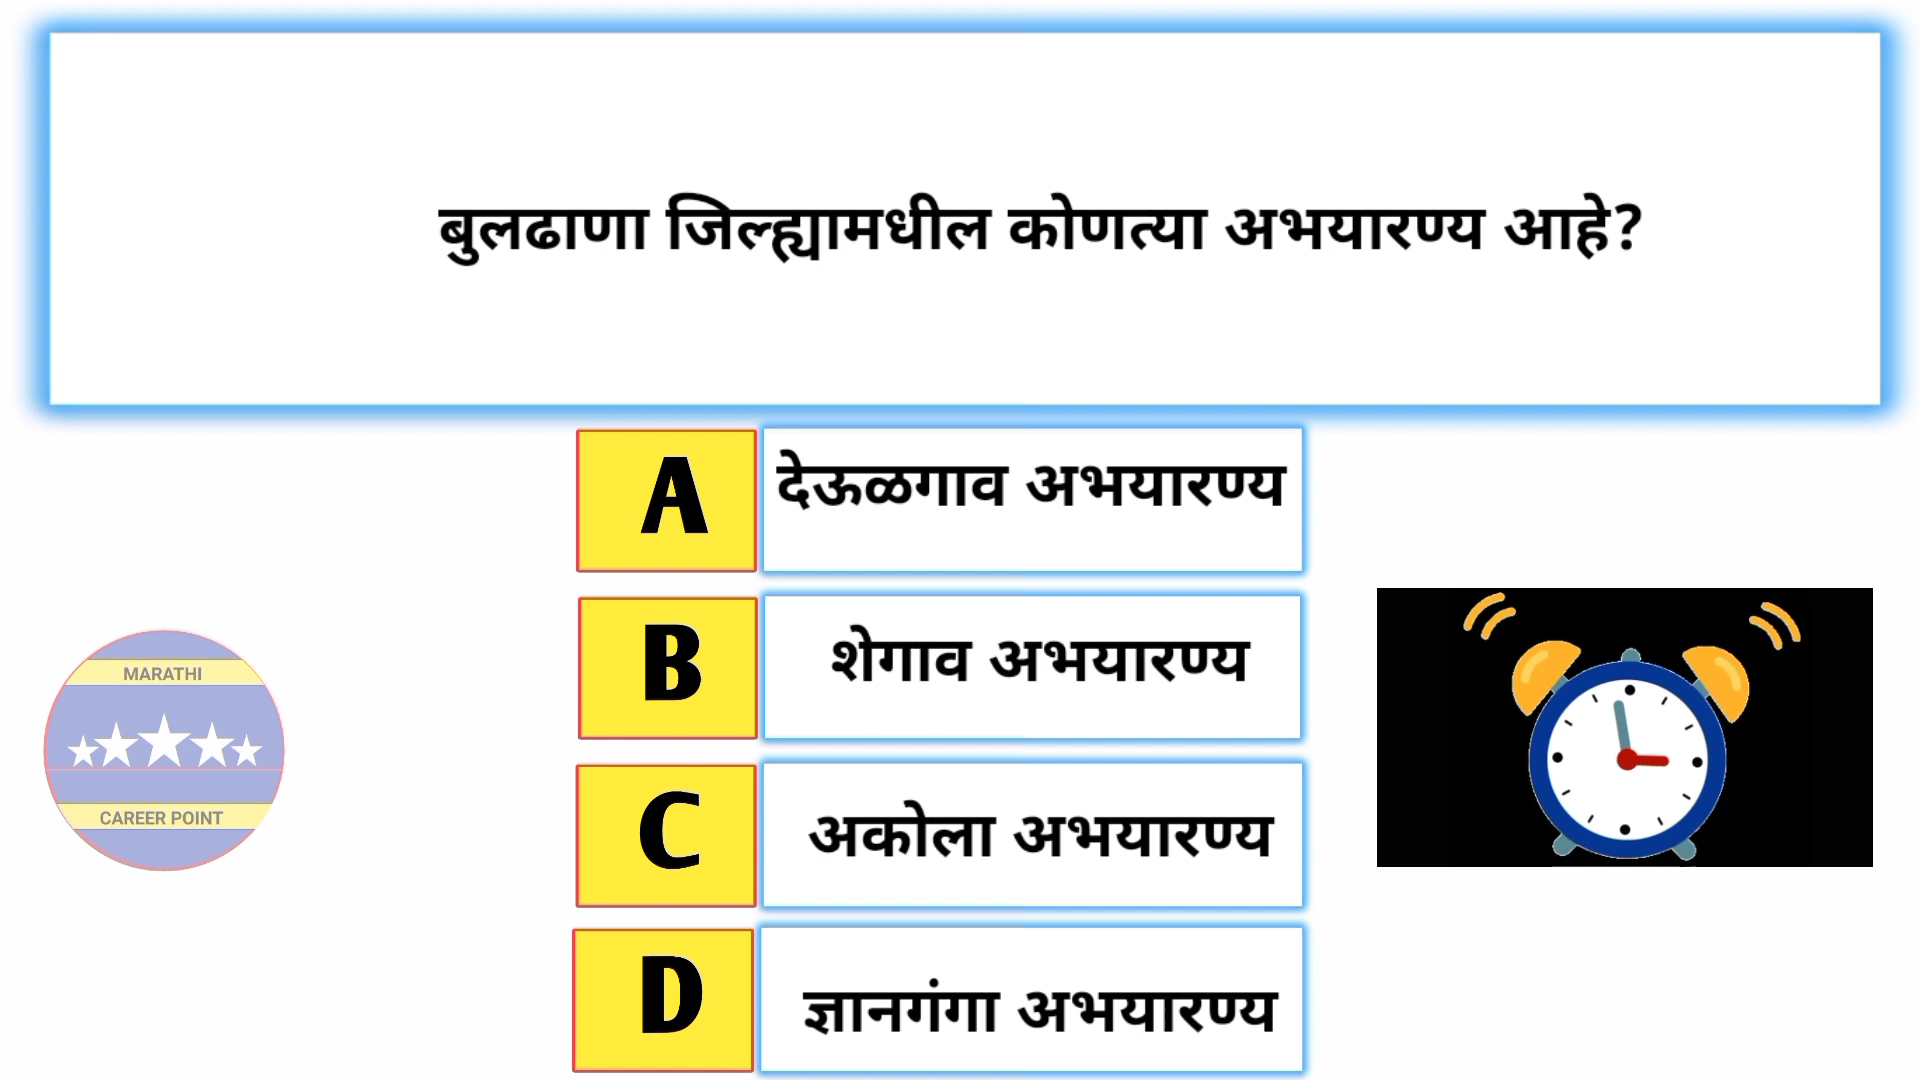 बुलढाणा जिल्ह्यामधील कोणत्या अभयारण्य आहे?
A
देऊळगाव अभयारण्य
B
शेगाव अभयारण्य
C
अकोला अभयारण्य
D
ज्ञानगंगा अभयारण्य
MARATHI
CAREER POINT